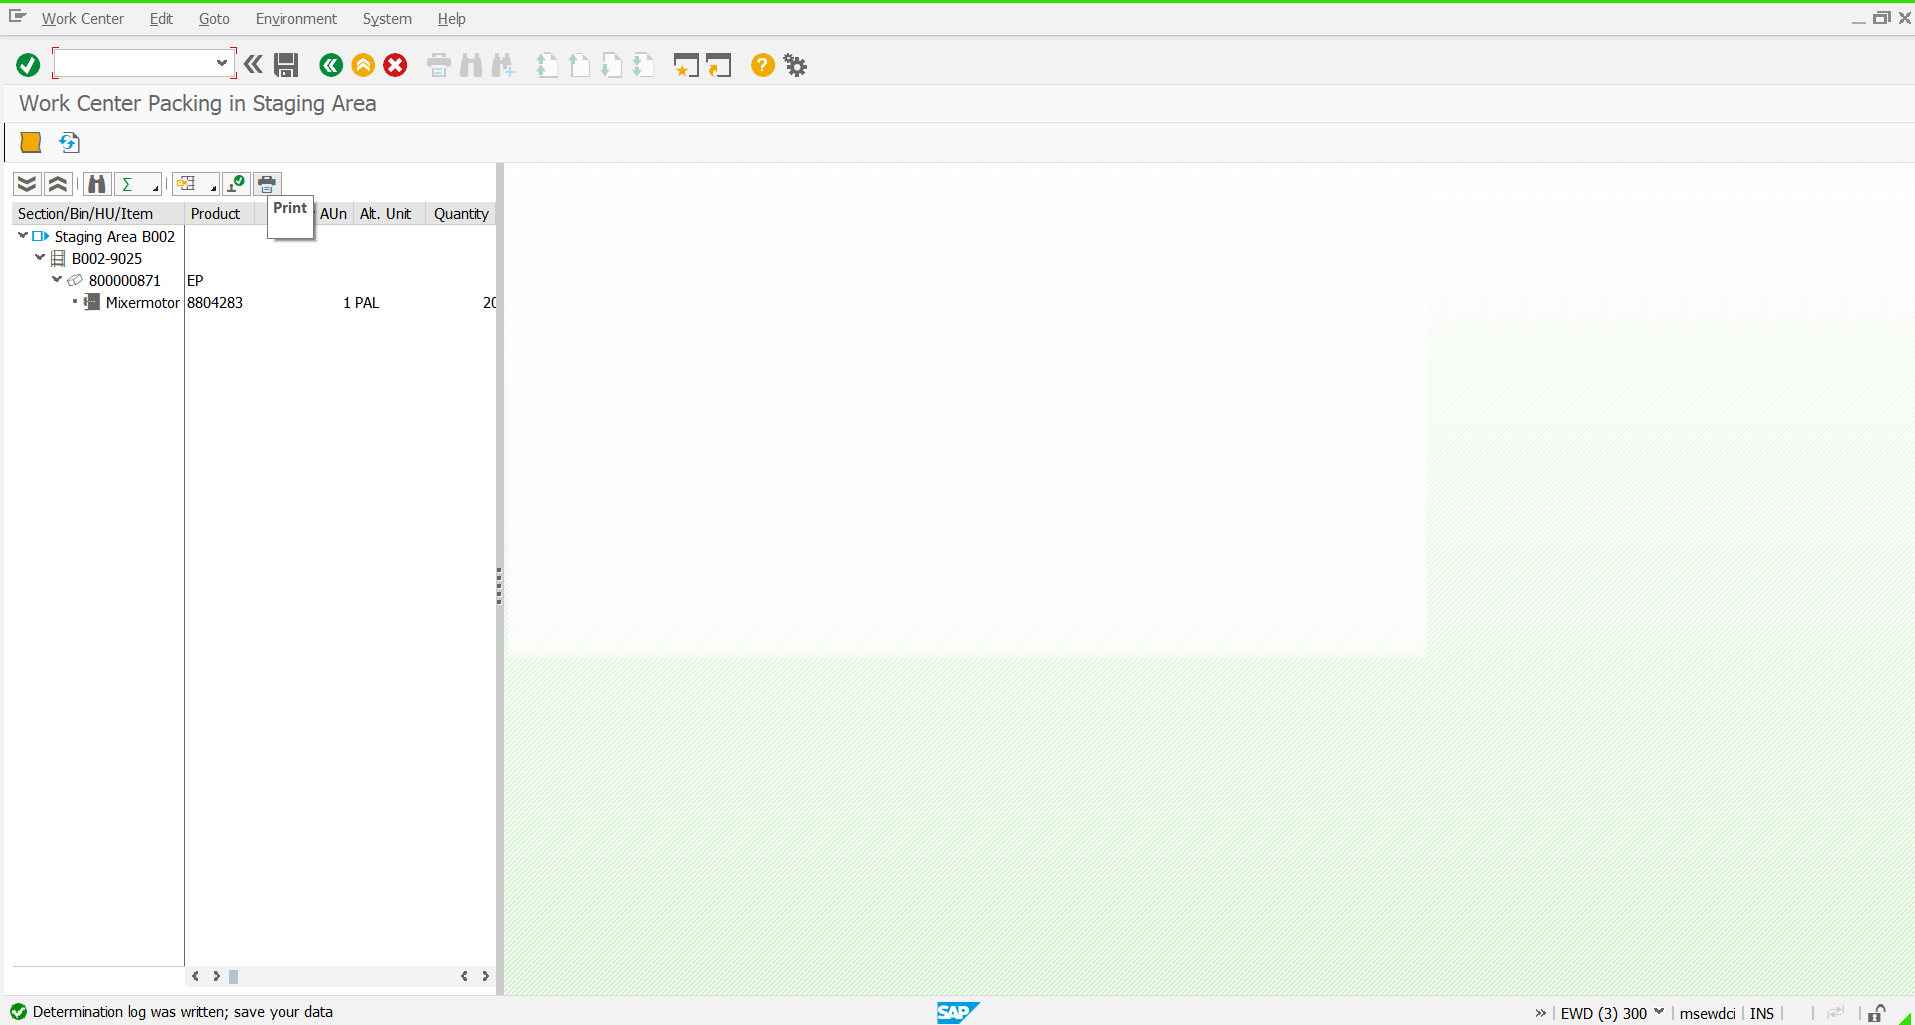 Work Center Edit Goto Environment System Help
Work Center Packing in Staging Area
Section/Bin/HU/Item Product AUn Alt. Unit Quantity
Print
Staging Area B002
B002-9025
800000871 EP
Mixermotor 8804283 1 PAL 20
Determination log was written; save your data
SAP
EWD (3) 300 msewdci INS